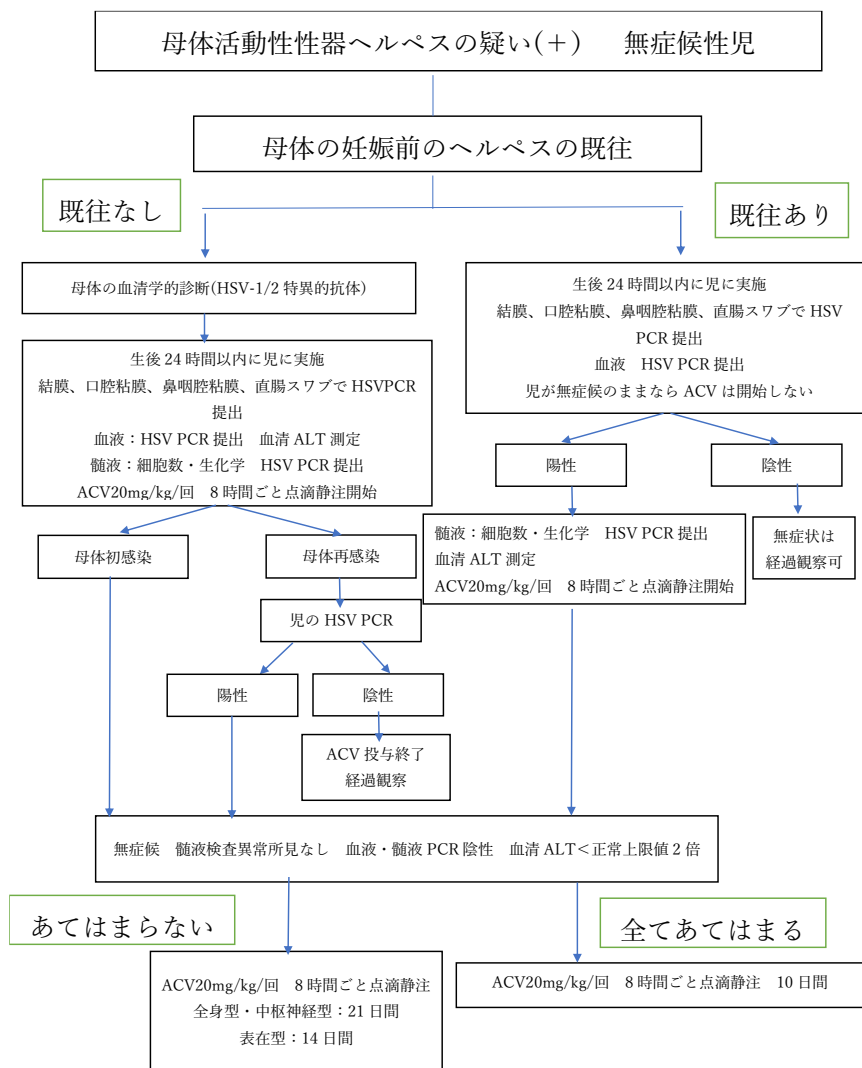 母体活動性性器ヘルペスの疑い(+)　無症候性児
母体の妊娠前のヘルペスの既往
既往なし
既往あり
母体の血清学的診断(HSV-1/2 特異的抗体)
生後 24 時間以内に児に実施
結膜、口腔粘膜、鼻咽腔粘膜、直腸スワブで HSVPCR
提出
血液：HSV PCR 提出　血清 ALT 測定
髄液：細胞数・生化学　HSV PCR 提出
ACV20mg/kg/回　8 時間ごと点滴静注開始
生後 24 時間以内に児に実施
結膜、口腔粘膜、鼻咽腔粘膜、直腸スワブで HSV
PCR 提出
血液　HSV PCR 提出
児が無症候のままなら ACV は開始しない
陽性
陰性
母体初感染
母体再感染
髄液：細胞数・生化学　HSV PCR 提出
血清 ALT 測定
ACV20mg/kg/回　8 時間ごと点滴静注開始
無症状は
経過観察可
児の HSV PCR
陽性
陰性
ACV 投与終了
経過観察
無症候　髄液検査異常所見なし　血液・髄液 PCR 陰性　血清 ALT＜正常上限値 2 倍
あてはまらない
全てあてはまる
ACV20mg/kg/回　8 時間ごと点滴静注
全身型・中枢神経型：21 日間
表在型：14 日間
ACV20mg/kg/回　8 時間ごと点滴静注　10 日間